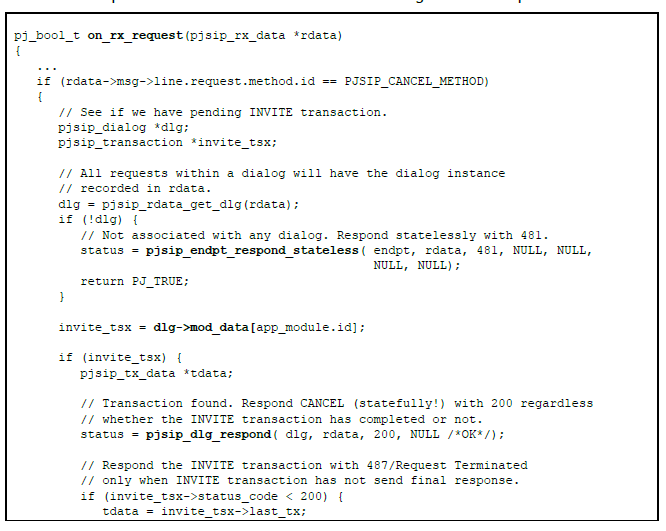 pj_bool_t on_rx_request(pjsip_rx_data *rdata)
{
...
if (rdata->msg->line.request.method.id == PJSIP_CANCEL_METHOD)
{
// See if we have pending INVITE transaction.
pjsip_dialog *dlg;
pjsip_transaction *invite_tsx;
// All requests within a dialog will have the dialog instance
// recorded in rdata.
dlg = pjsip_rdata_get_dlg(rdata);
if (!dlg) {
// Not associated with any dialog. Respond statelessly with 481.
status = pjsip_endpt_respond_stateless( endpt, rdata, 481, NULL, NULL,
NULL, NULL);
return PJ_TRUE;
}
invite_tsx = dlg->mod_data[app_module.id];
if (invite_tsx) {
pjsip_tx_data *tdata;
// Transaction found. Respond CANCEL (statefully!) with 200 regardless
// whether the INVITE transaction has completed or not.
status = pjsip_dlg_respond( dlg, rdata, 200, NULL /*OK*/);
// Respond the INVITE transaction with 487/Request Terminated
// only when INVITE transaction has not send final response.
if (invite_tsx->status_code < 200) {
tdata = invite_tsx->last_tx;